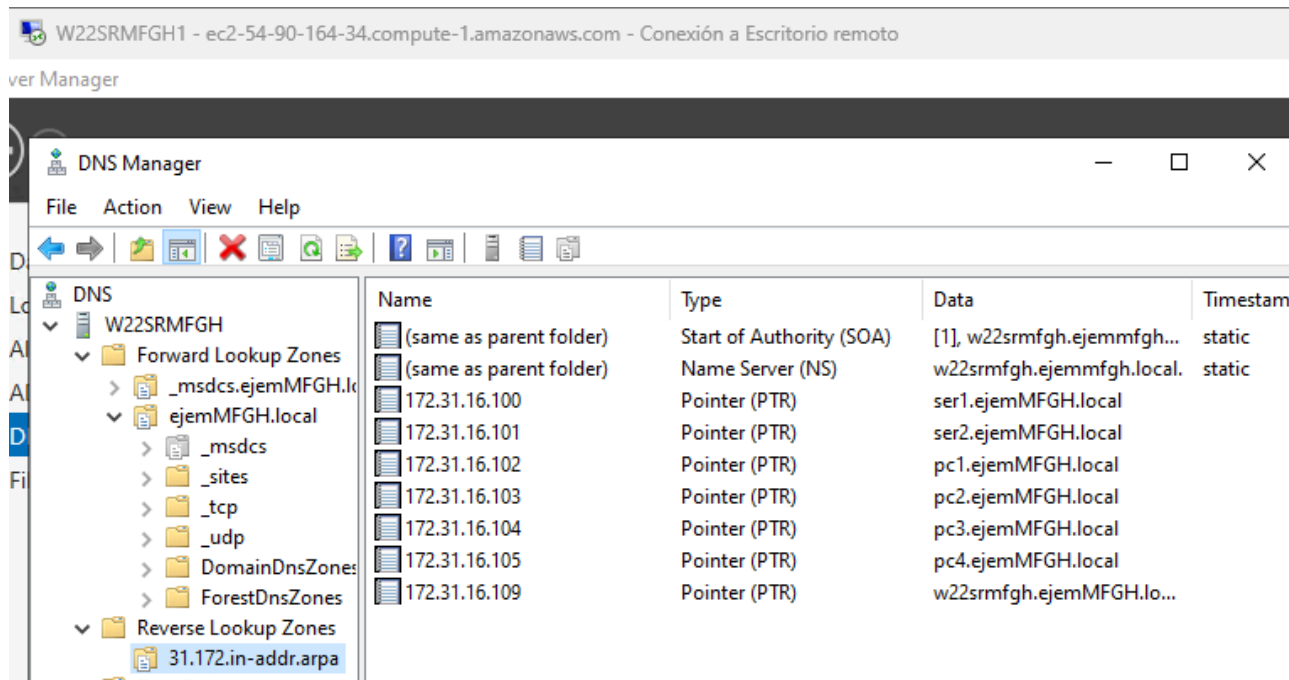 W22SRMFGH1 - ec2-54-90-164-34.compute-1.amazonaws.com - Conexión a Escritorio remoto
ver Manager
DNS Manager
File Action View Help
DNS
W22SRMFGH
Forward Lookup Zones
_msdcs.ejemMFGH.lo
ejemMFGH.local
_msdcs
_sites
_tcp
_udp
DomainDnsZones
ForestDnsZones
Reverse Lookup Zones
31.172.in-addr.arpa
Name Type Data Timestam
(same as parent folder) Start of Authority (SOA) [1], w22srmfgh.ejemmfgh... static
(same as parent folder) Name Server (NS) w22srmfgh.ejemmfgh.local. static
172.31.16.100 Pointer (PTR) ser1.ejemMFGH.local
172.31.16.101 Pointer (PTR) ser2.ejemMFGH.local
172.31.16.102 Pointer (PTR) pc1.ejemMFGH.local
172.31.16.103 Pointer (PTR) pc2.ejemMFGH.local
172.31.16.104 Pointer (PTR) pc3.ejemMFGH.local
172.31.16.105 Pointer (PTR) pc4.ejemMFGH.local
172.31.16.109 Pointer (PTR) w22srmfgh.ejemMFGH.lo...